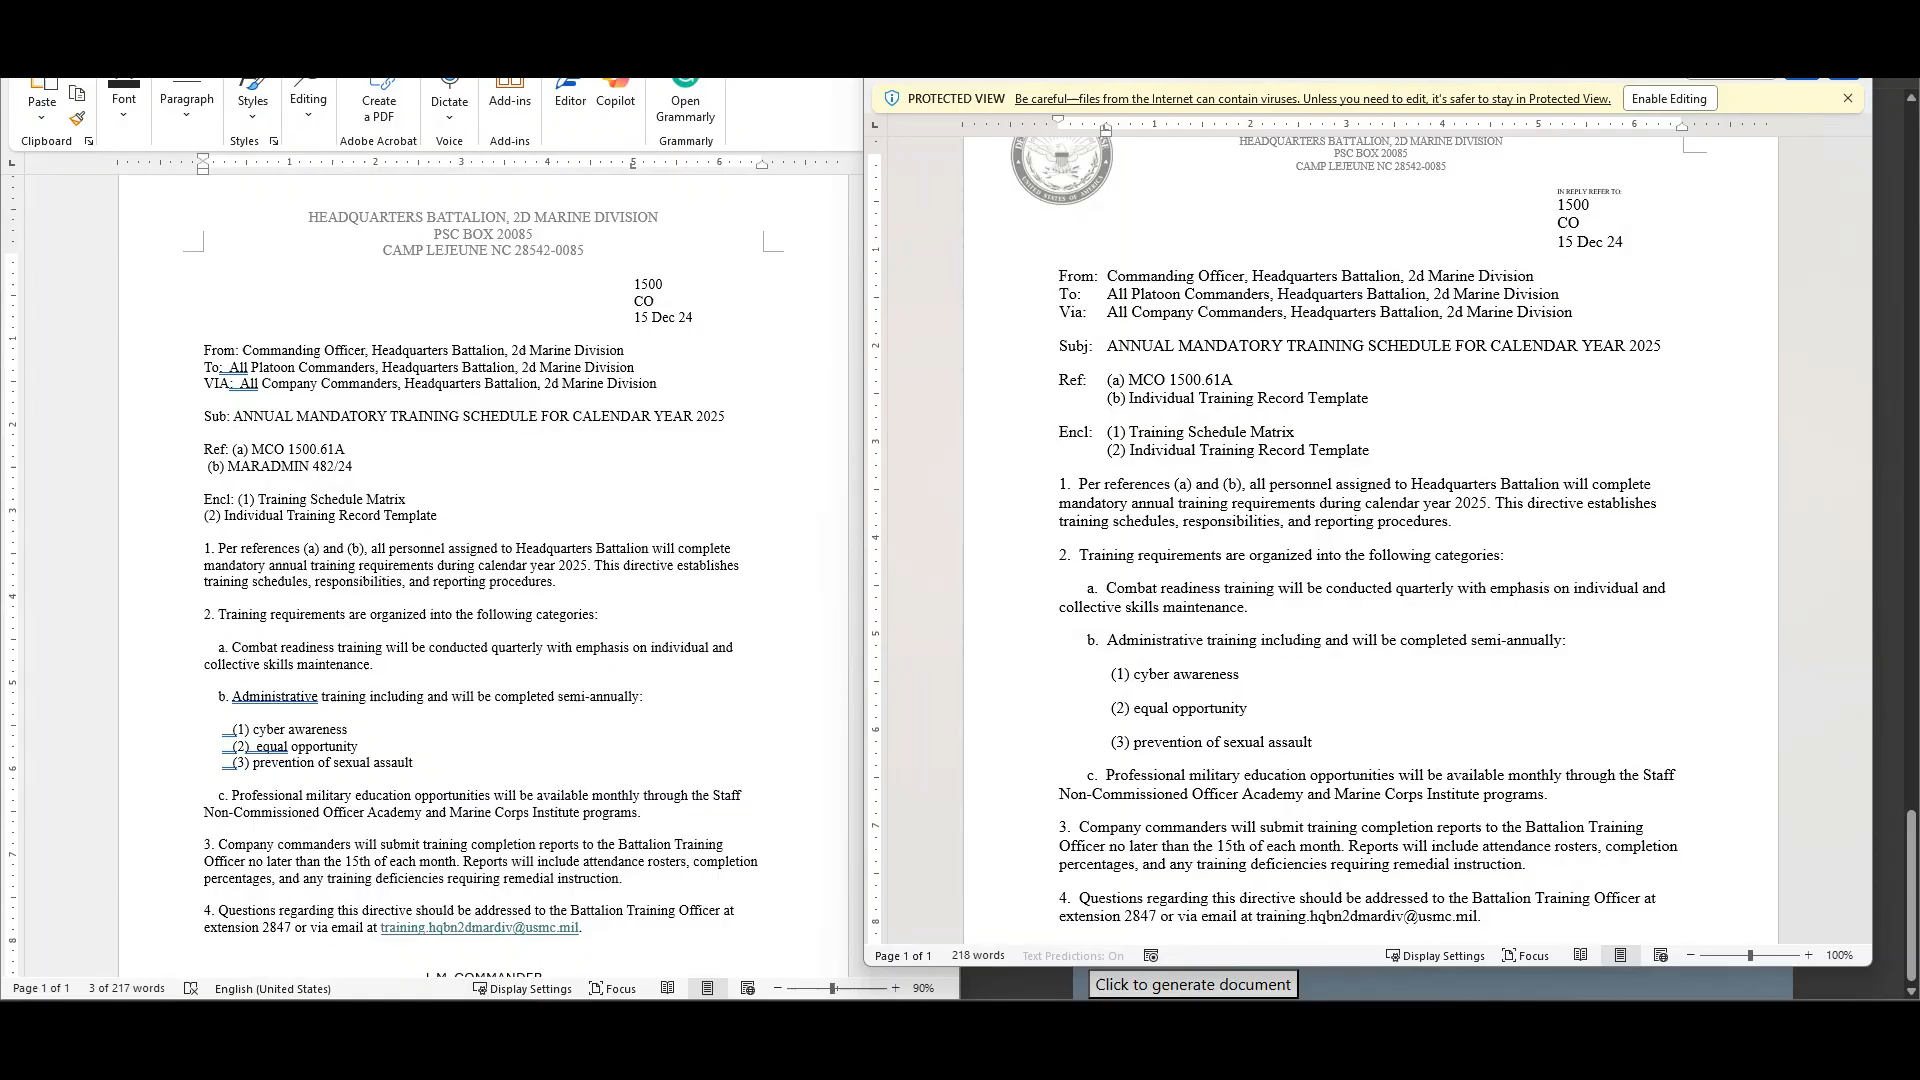 Paste
Font
Paragraph
Styles
Editing
Create
a PDF
Dictate
Add-ins
Editor
Copilot
Open
Grammarly
Clipboard
Styles
Adobe Acrobat
Voice
Add-ins
Grammarly
1 2 3 4 5 6
HEADQUARTERS BATTALION, 2D MARINE DIVISION
PSC BOX 20085
CAMP LEJEUNE NC 28542-0085
1500
CO
15 Dec 24
From: Commanding Officer, Headquarters Battalion, 2d Marine Division
To:  All Platoon Commanders, Headquarters Battalion, 2d Marine Division
VIA:  All Company Commanders, Headquarters Battalion, 2d Marine Division
Sub: ANNUAL MANDATORY TRAINING SCHEDULE FOR CALENDAR YEAR 2025
Ref: (a) MCO 1500.61A
(b) MARADMIN 482/24
Encl: (1) Training Schedule Matrix
(2) Individual Training Record Template
1. Per references (a) and (b), all personnel assigned to Headquarters Battalion will complete
mandatory annual training requirements during calendar year 2025. This directive establishes
training schedules, responsibilities, and reporting procedures.
2. Training requirements are organized into the following categories:
a. Combat readiness training will be conducted quarterly with emphasis on individual and
collective skills maintenance.
b. Administrative training including and will be completed semi-annually:
(1) cyber awareness
(2)  equal opportunity
(3) prevention of sexual assault
c. Professional military education opportunities will be available monthly through the Staff
Non-Commissioned Officer Academy and Marine Corps Institute programs.
3. Company commanders will submit training completion reports to the Battalion Training
Officer no later than the 15th of each month. Reports will include attendance rosters, completion
percentages, and any training deficiencies requiring remedial instruction.
4. Questions regarding this directive should be addressed to the Battalion Training Officer at
extension 2847 or via email at training.hqbn2dmardiv@usmc.mil.
J. M. COMMANDER
Page 1 of 1
3 of 217 words
English (United States)
Display Settings
Focus
90%
PROTECTED VIEW Be careful—files from the Internet can contain viruses. Unless you need to edit, it's safer to stay in Protected View. Enable Editing
1 2 3 4 5 6
HEADQUARTERS BATTALION, 2D MARINE DIVISION
PSC BOX 20085
CAMP LEJEUNE NC 28542-0085
UNITED STATES OF AMERICA
IN REPLY REFER TO:
1500
CO
15 Dec 24
From: Commanding Officer, Headquarters Battalion, 2d Marine Division
To: All Platoon Commanders, Headquarters Battalion, 2d Marine Division
Via: All Company Commanders, Headquarters Battalion, 2d Marine Division
Subj: ANNUAL MANDATORY TRAINING SCHEDULE FOR CALENDAR YEAR 2025
Ref: (a) MCO 1500.61A
(b) Individual Training Record Template
Encl: (1) Training Schedule Matrix
(2) Individual Training Record Template
1.  Per references (a) and (b), all personnel assigned to Headquarters Battalion will complete
mandatory annual training requirements during calendar year 2025. This directive establishes
training schedules, responsibilities, and reporting procedures.
2.  Training requirements are organized into the following categories:
a.  Combat readiness training will be conducted quarterly with emphasis on individual and
collective skills maintenance.
b.  Administrative training including and will be completed semi-annually:
(1) cyber awareness
(2) equal opportunity
(3) prevention of sexual assault
c.  Professional military education opportunities will be available monthly through the Staff
Non-Commissioned Officer Academy and Marine Corps Institute programs.
3.  Company commanders will submit training completion reports to the Battalion Training
Officer no later than the 15th of each month. Reports will include attendance rosters, completion
percentages, and any training deficiencies requiring remedial instruction.
4.  Questions regarding this directive should be addressed to the Battalion Training Officer at
extension 2847 or via email at training.hqbn2dmardiv@usmc.mil.
Page 1 of 1
218 words
Text Predictions: On
Display Settings
Focus
100%
Click to generate document